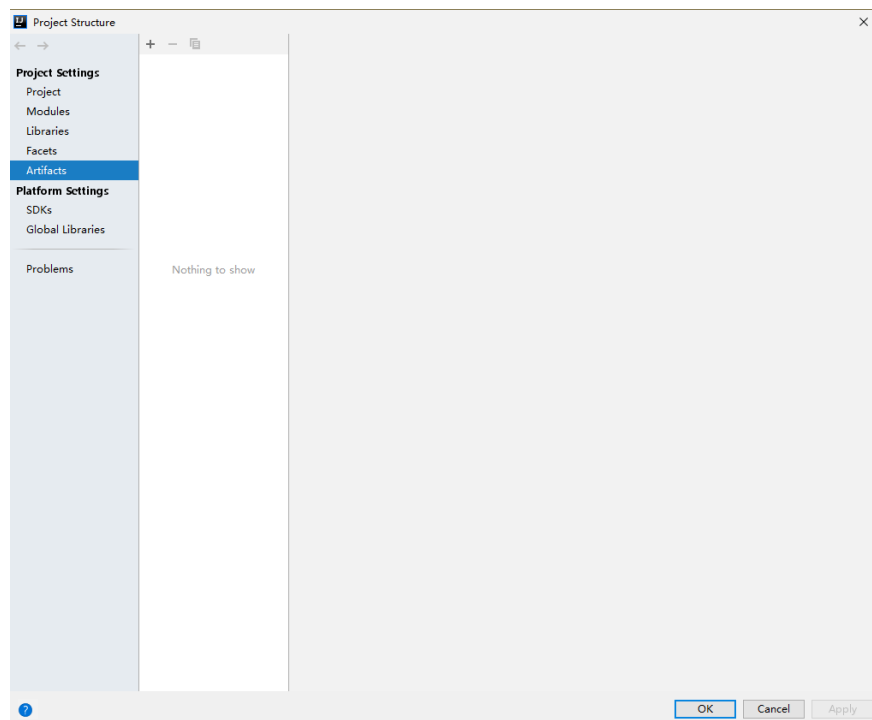 Project Structure
Project Settings
Project
Modules
Libraries
Facets
Artifacts
Platform Settings
SDKs
Global Libraries
Problems
Nothing to show
?
OK
Cancel
Apply